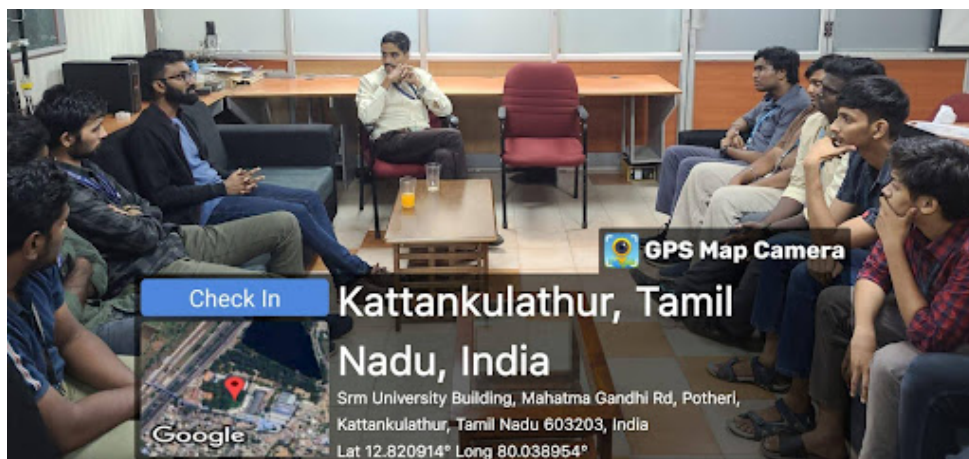 GPS Map Camera
Check In
Kattankulathur, Tamil
Nadu, India
Srm University Building, Mahatma Gandhi Rd, Potheri,
Kattankulathur, Tamil Nadu 603203, India
Lat 12.820914° Long 80.038954°
Google